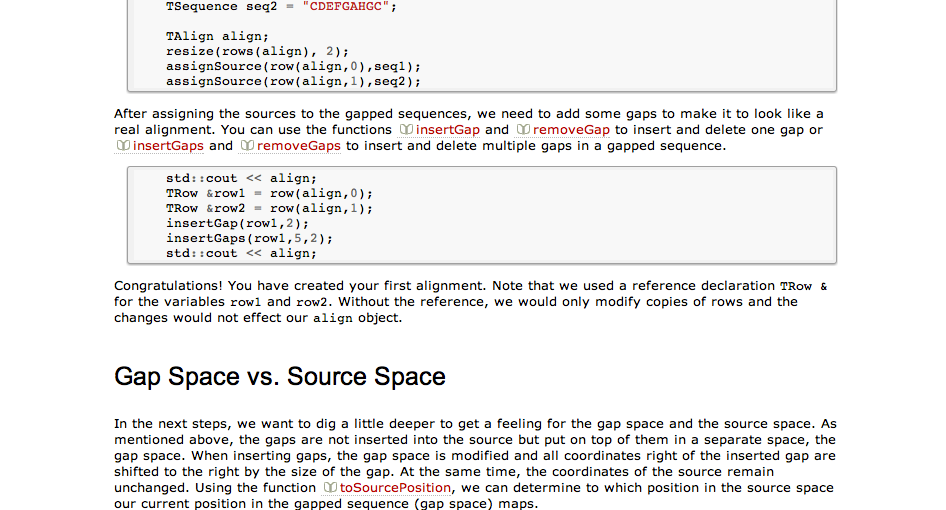 TSequence seq2 = "CDEFGAHGC";
TAlign align;
resize(rows(align), 2);
assignSource(row(align,0),seq1);
assignSource(row(align,1),seq2);
After assigning the sources to the gapped sequences, we need to add some gaps to make it to look like a
real alignment. You can use the functions insertGap and removeGap to insert and delete one gap or
insertGaps and removeGaps to insert and delete multiple gaps in a gapped sequence.
std::cout << align;
TRow &row1 = row(align,0);
TRow &row2 = row(align,1);
insertGap(row1,2);
insertGaps(row1,5,2);
std::cout << align;
Congratulations! You have created your first alignment. Note that we used a reference declaration TRow &
for the variables row1 and row2. Without the reference, we would only modify copies of rows and the
changes would not effect our align object.
Gap Space vs. Source Space
In the next steps, we want to dig a little deeper to get a feeling for the gap space and the source space. As
mentioned above, the gaps are not inserted into the source but put on top of them in a separate space, the
gap space. When inserting gaps, the gap space is modified and all coordinates right of the inserted gap are
shifted to the right by the size of the gap. At the same time, the coordinates of the source remain
unchanged. Using the function toSourcePosition, we can determine to which position in the source space
our current position in the gapped sequence (gap space) maps.